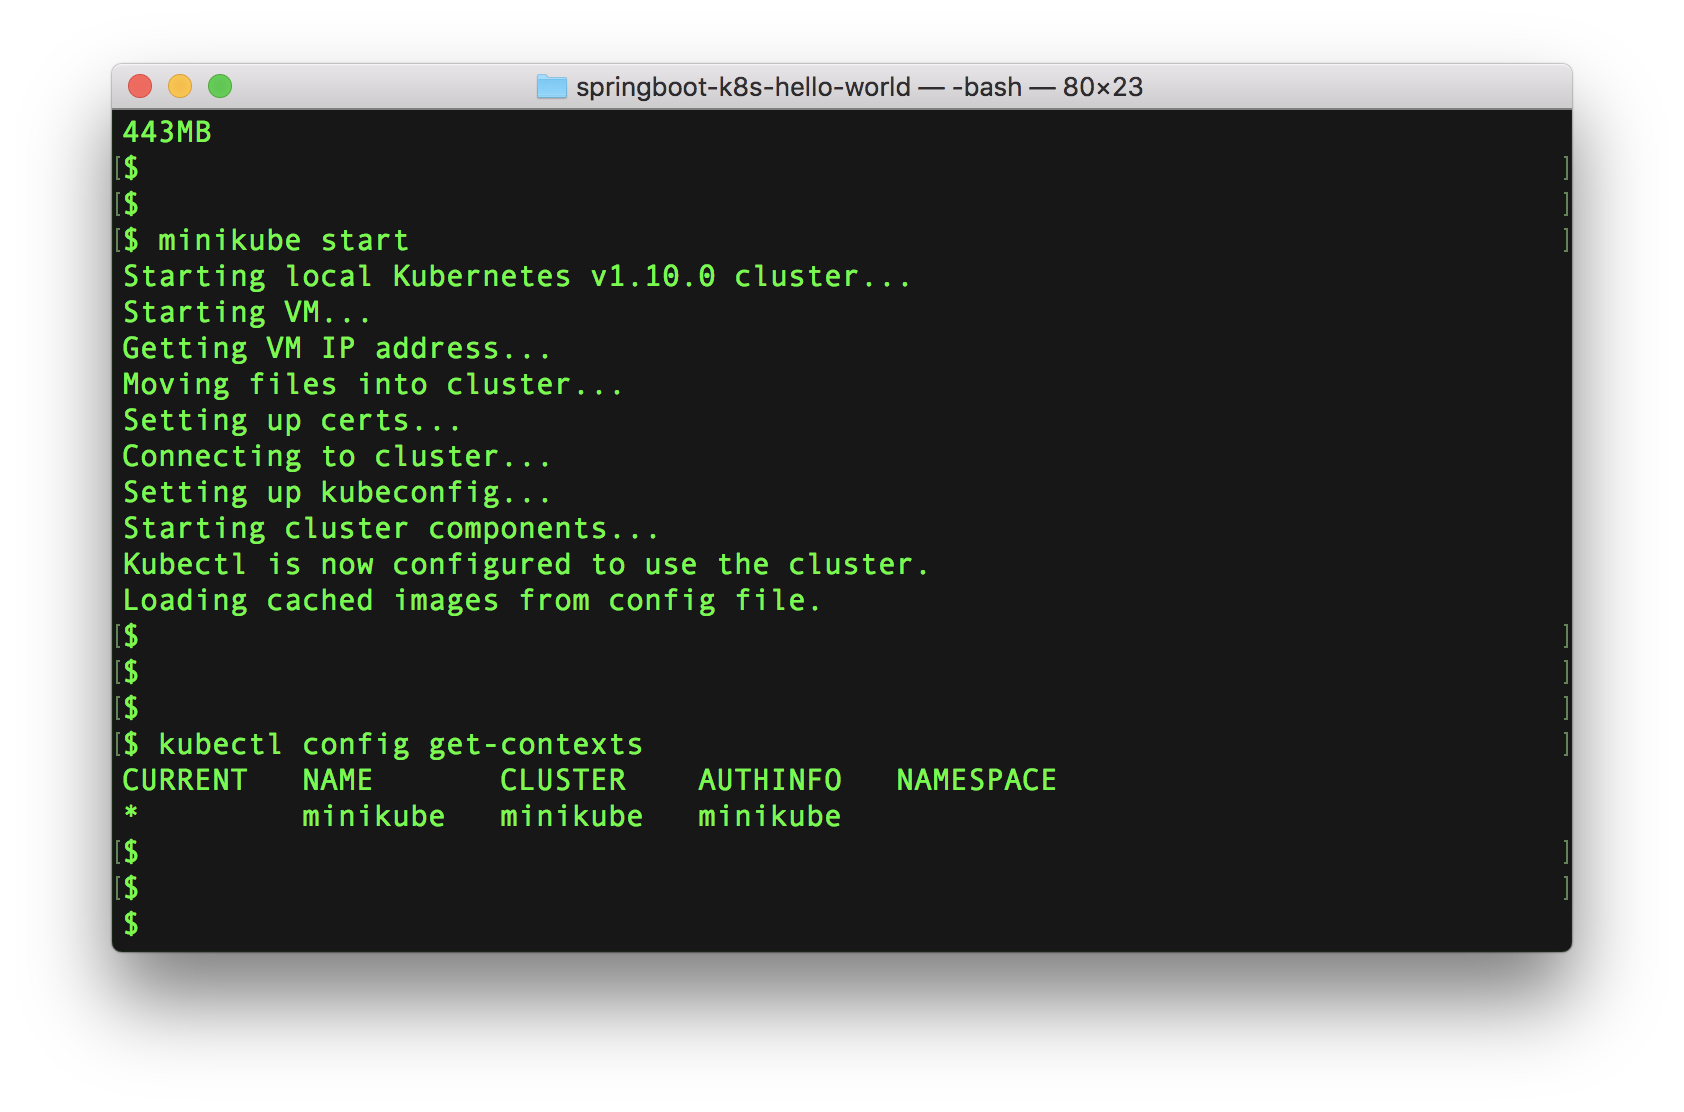 springboot-k8s-hello-world — -bash — 80×23
443MB
[$ ]
[$ ]
[$ minikube start ]
Starting local Kubernetes v1.10.0 cluster...
Starting VM...
Getting VM IP address...
Moving files into cluster...
Setting up certs...
Connecting to cluster...
Setting up kubeconfig...
Starting cluster components...
Kubectl is now configured to use the cluster.
Loading cached images from config file.
[$ ]
[$ ]
[$ ]
[$ kubectl config get-contexts ]
CURRENT   NAME       CLUSTER    AUTHINFO   NAMESPACE
*         minikube   minikube   minikube
[$ ]
[$ ]
$